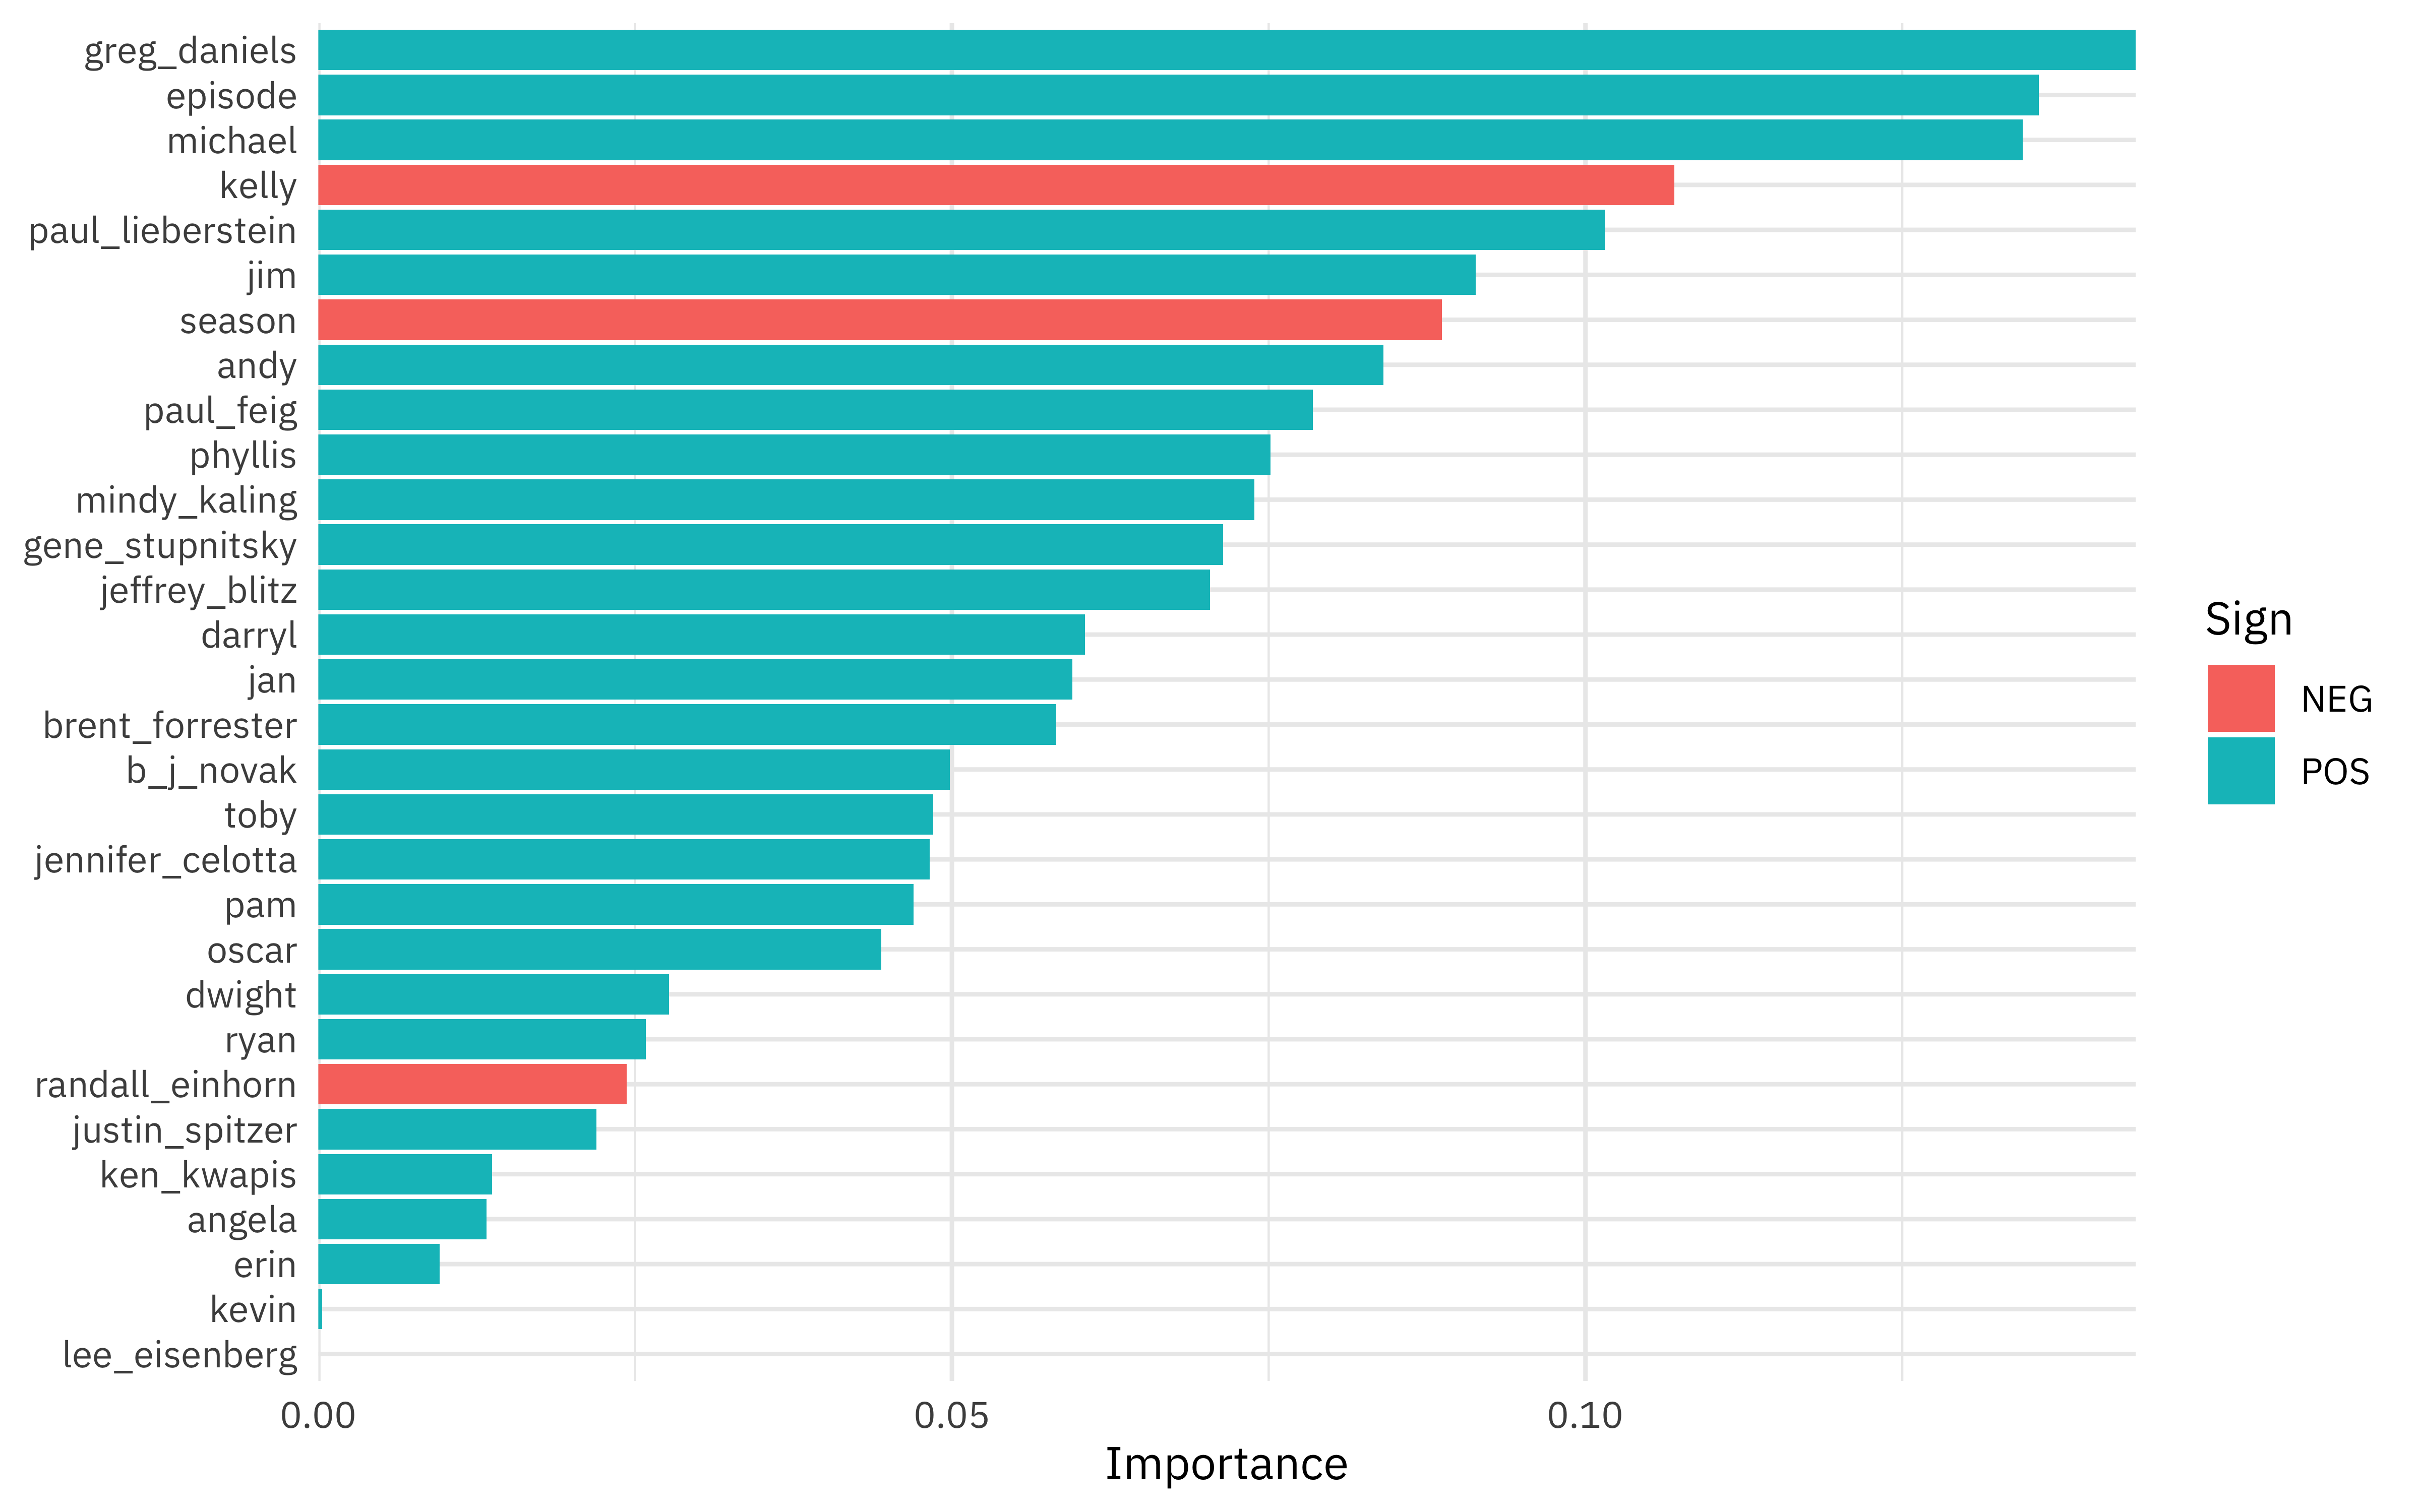 greg_daniels
episode
michael
kelly
paul_lieberstein
jim
season
andy
paul_feig
phyllis
mindy_kaling
gene_stupnitsky
jeffrey_blitz
darryl
jan
brent_forrester
b_j_novak
toby
jennifer_celotta
pam
oscar
dwight
ryan
randall_einhorn
justin_spitzer
ken_kwapis
angela
erin
kevin
lee_eisenberg
0.00 0.05 0.10
Importance
Sign
NEG
POS